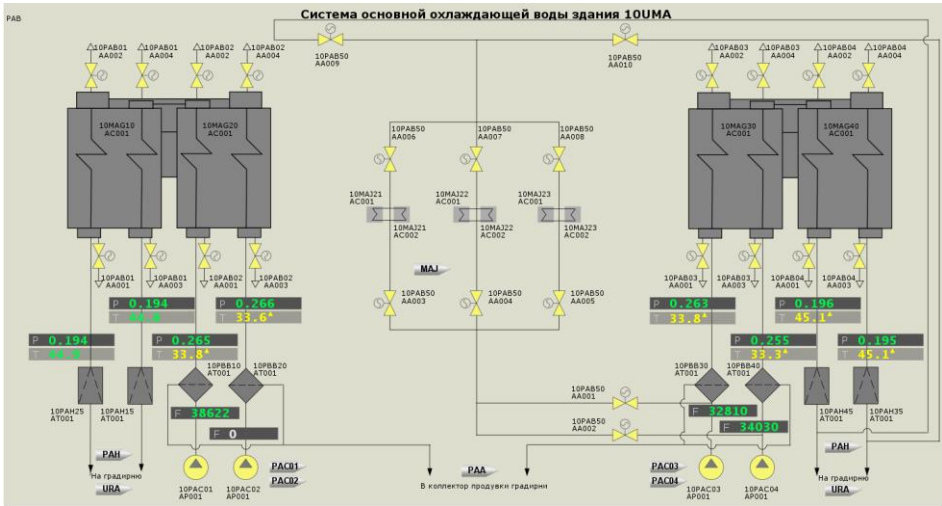 Система основной охлаждающей воды здания 10UMA
PAB
10PAB01
AA002
10PAB01
AA004
10PAB02
AA002
10PAB02
AA004
10PAB50
AA009
10PAB50
AA010
10PAB03
AA002
10PAB03
AA004
10PAB04
AA002
10PAB04
AA004
10MAG10
AC001
10MAG20
AC001
10PAB50
AA006
10PAB50
AA007
10PAB50
AA008
10MAG30
AC001
10MAG40
AC001
10MAJ21
AC001
10MAJ22
AC001
10MAJ23
AC001
10MAJ21
AC002
10MAJ22
AC002
10MAJ23
AC002
MAJ
10PAB01
AA001
10PAB01
AA003
10PAB02
AA001
10PAB02
AA003
10PAB50
AA003
10PAB50
AA004
10PAB50
AA005
10PAB03
AA001
10PAB03
AA003
10PAB04
AA001
10PAB04
AA003
P 0.194
T
P 0.266
T 33.6▲
P 0.263
T 33.8▲
P 0.196
T 45.1▲
P 0.194
T
P 0.265
T 33.8▲
P 0.255
T 33.3▲
P 0.195
T 45.1▲
10PBB10
AT001
10PBB20
AT001
10PBB30
AT001
10PBB40
AT001
10PAH25
AT001
10PAH15
AT001
F 38622
F 0
10PAB50
AA001
10PAB50
AA002
F 32810
F 34030
10PAH45
AT001
10PAH35
AT001
PAH
На градирню
URA
10PAC01
AP001
10PAC02
AP001
PAC01
PAC02
PAA
В коллектор продувки градирни
PAC03
PAC04
10PAC03
AP001
10PAC04
AP001
PAH
На градирню
URA